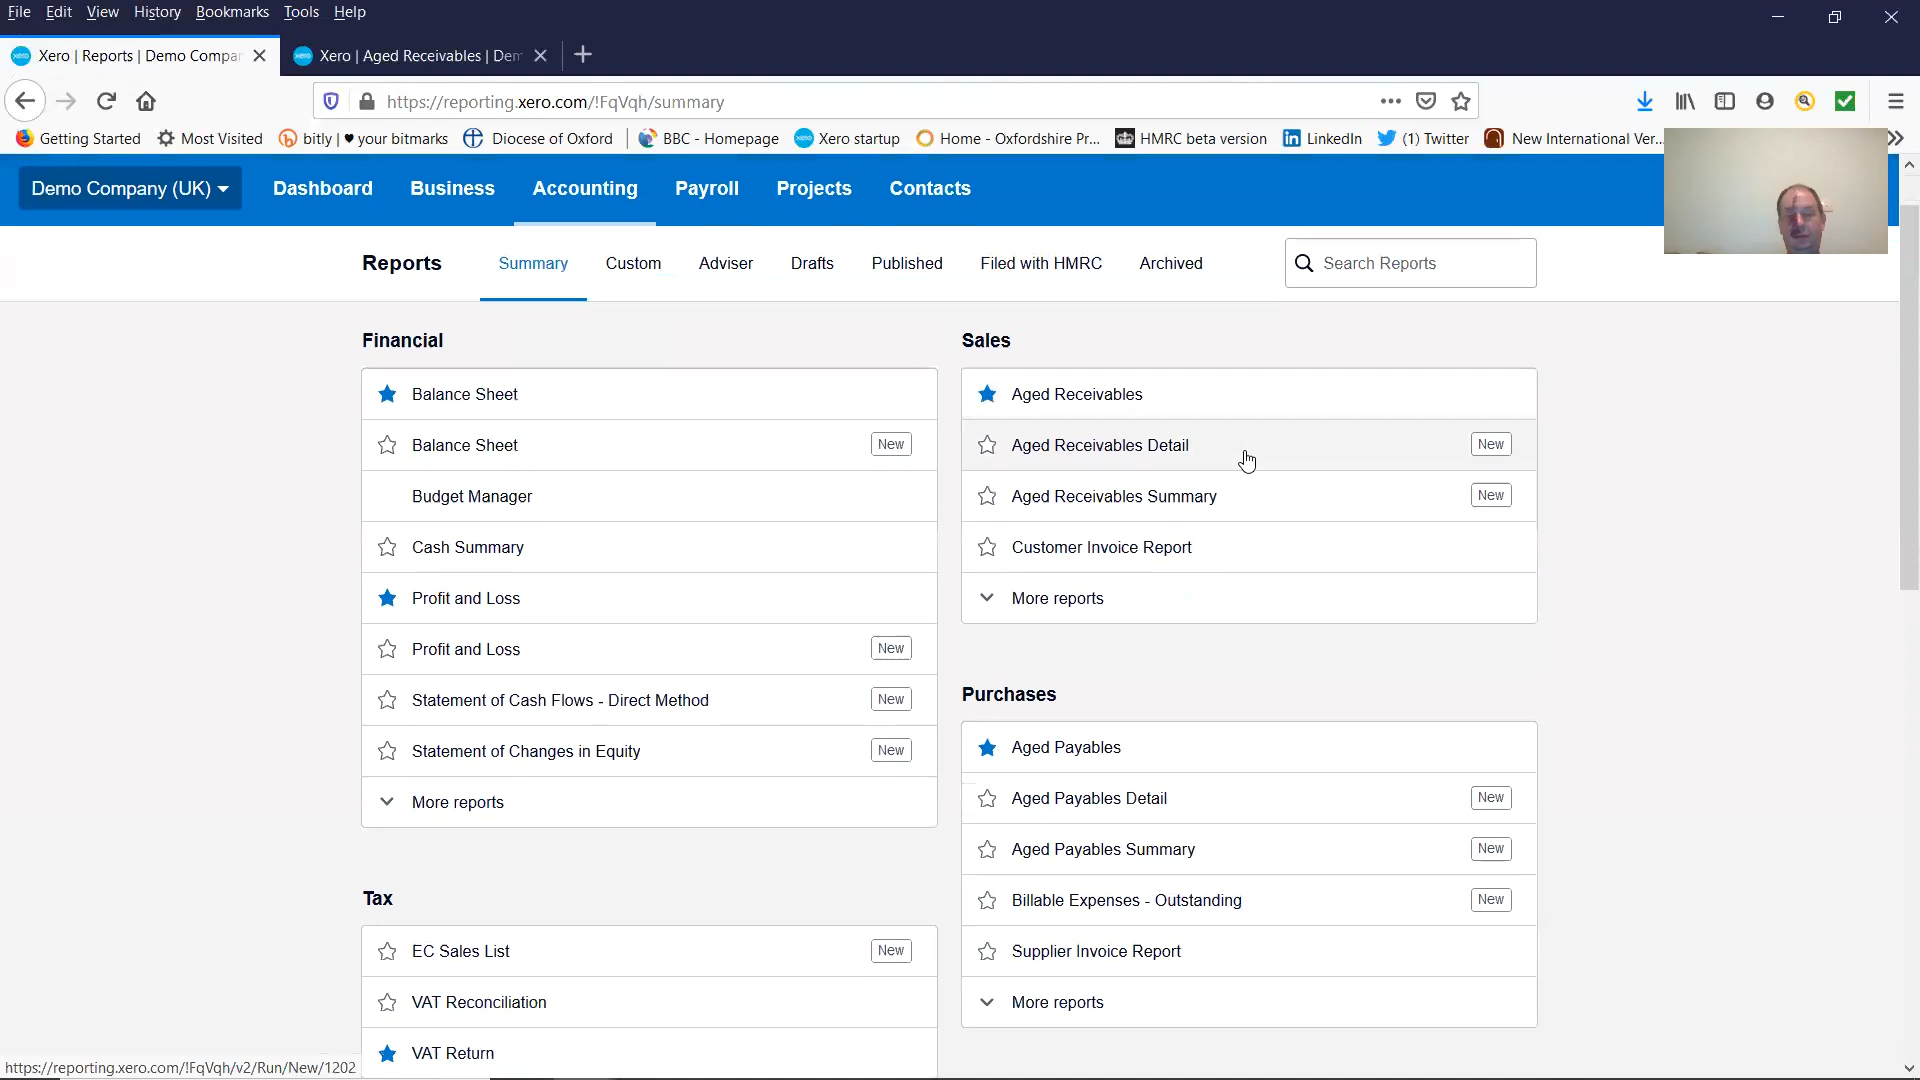 File Edit View History Bookmarks Tools Help
Xero | Reports | Demo Compar
Xero | Aged Receivables | Dem
https://reporting.xero.com/!FqVqh/summary
Getting Started Most Visited bitly | ♥ your bitmarks Diocese of Oxford BBC - Homepage Xero startup Home - Oxfordshire Pr... HMRC beta version LinkedIn (1) Twitter New International Ver...
Demo Company (UK) Dashboard Business Accounting Payroll Projects Contacts
Reports Summary Custom Adviser Drafts Published Filed with HMRC Archived Search Reports
Financial
Balance Sheet
Balance Sheet New
Budget Manager
Cash Summary
Profit and Loss
Profit and Loss New
Statement of Cash Flows - Direct Method New
Statement of Changes in Equity New
More reports
Tax
EC Sales List New
VAT Reconciliation
VAT Return
Sales
Aged Receivables
Aged Receivables Detail New
Aged Receivables Summary New
Customer Invoice Report
More reports
Purchases
Aged Payables
Aged Payables Detail New
Aged Payables Summary New
Billable Expenses - Outstanding New
Supplier Invoice Report
More reports
https://reporting.xero.com/!FqVqh/v2/Run/New/1202